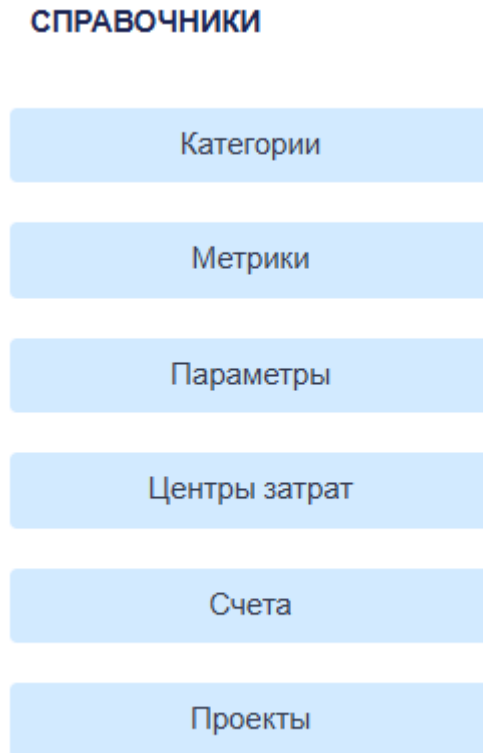 СПРАВОЧНИКИ
Категории
Метрики
Параметры
Центры затрат
Счета
Проекты